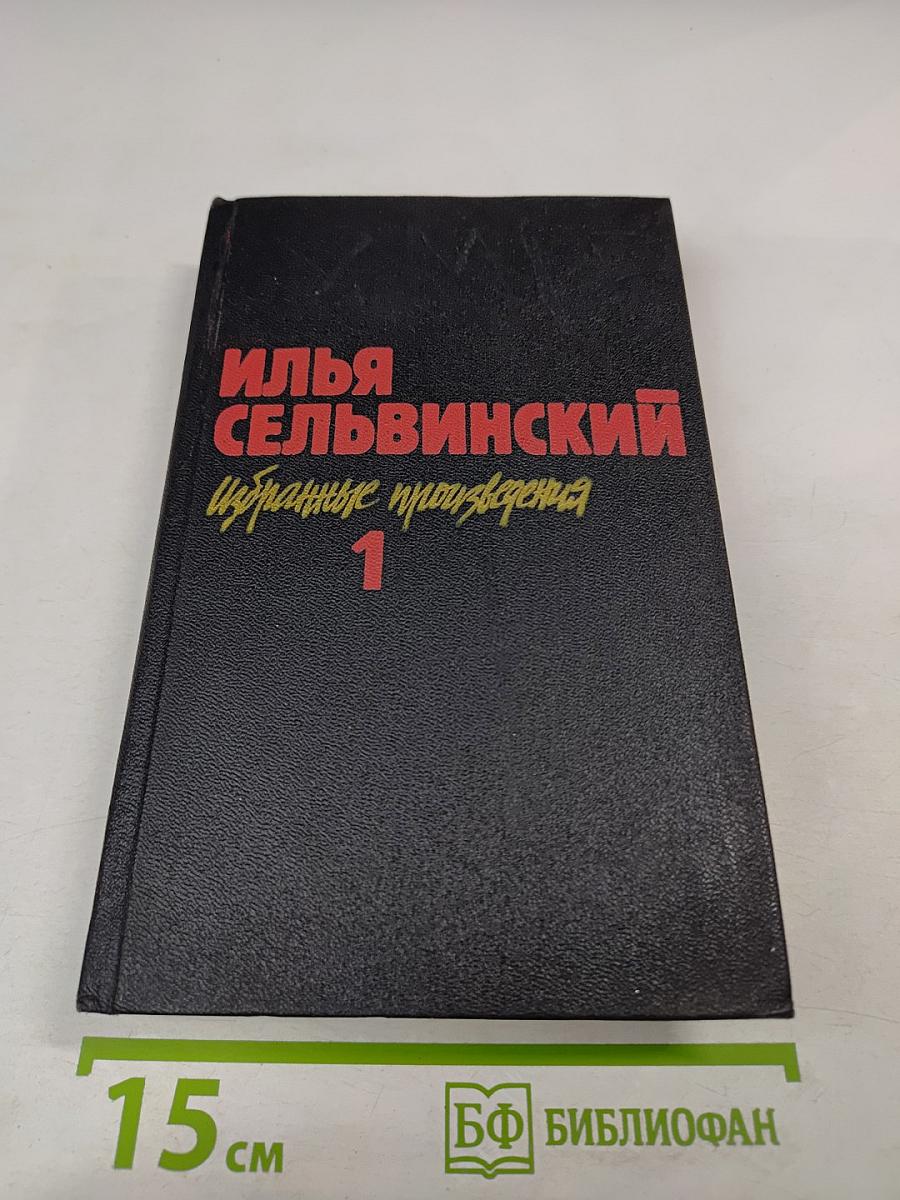 ИЛЬЯ
СЕЛЬВИНСКИЙ
избранные произведения
1
15 см
БФ БИБЛИОФАН